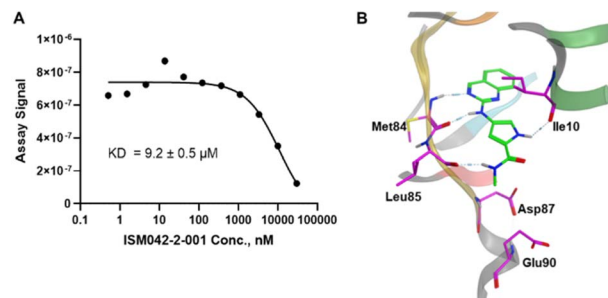 A
1×10⁻⁶
8×10⁻⁷
6×10⁻⁷
4×10⁻⁷
2×10⁻⁷
0
Assay Signal
KD = 9.2 ± 0.5 µM
0.1 1 10 100 1000 10000 100000
ISM042-2-001 Conc., nM
B
Met84
Ile10
Leu85
Asp87
Glu90